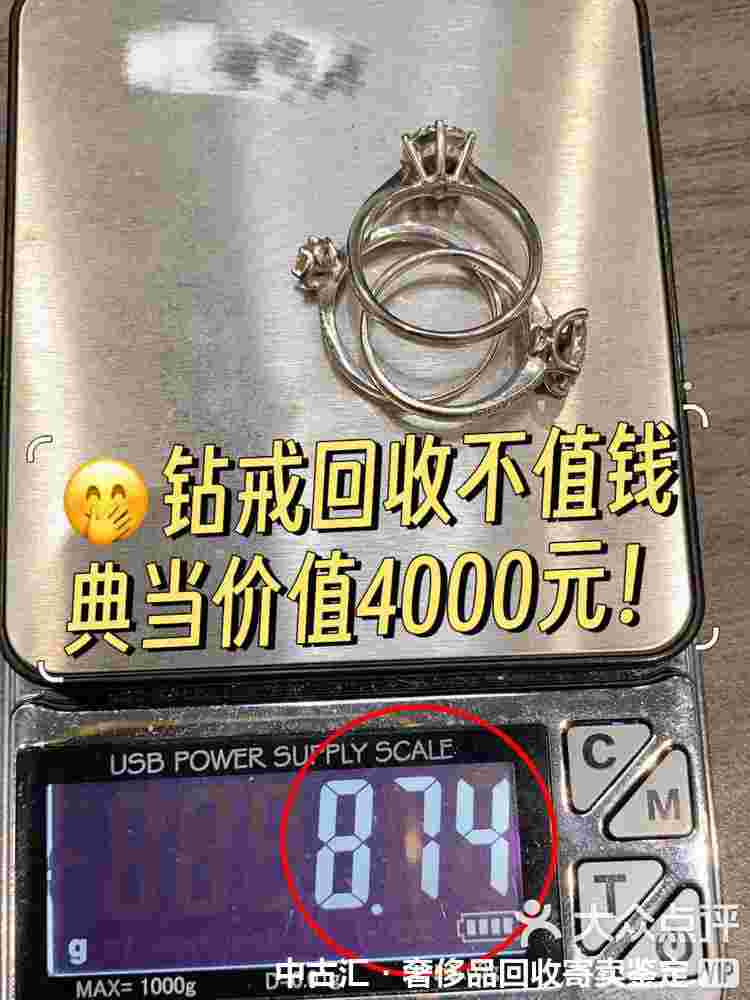 钻戒回收不值钱
典当价值4000元!
USB POWER SUPPLY SCALE
8.74
g
C
M
T
MAX= 1000g
大众点评
中古汇·奢侈品回收寄卖鉴定
VIP